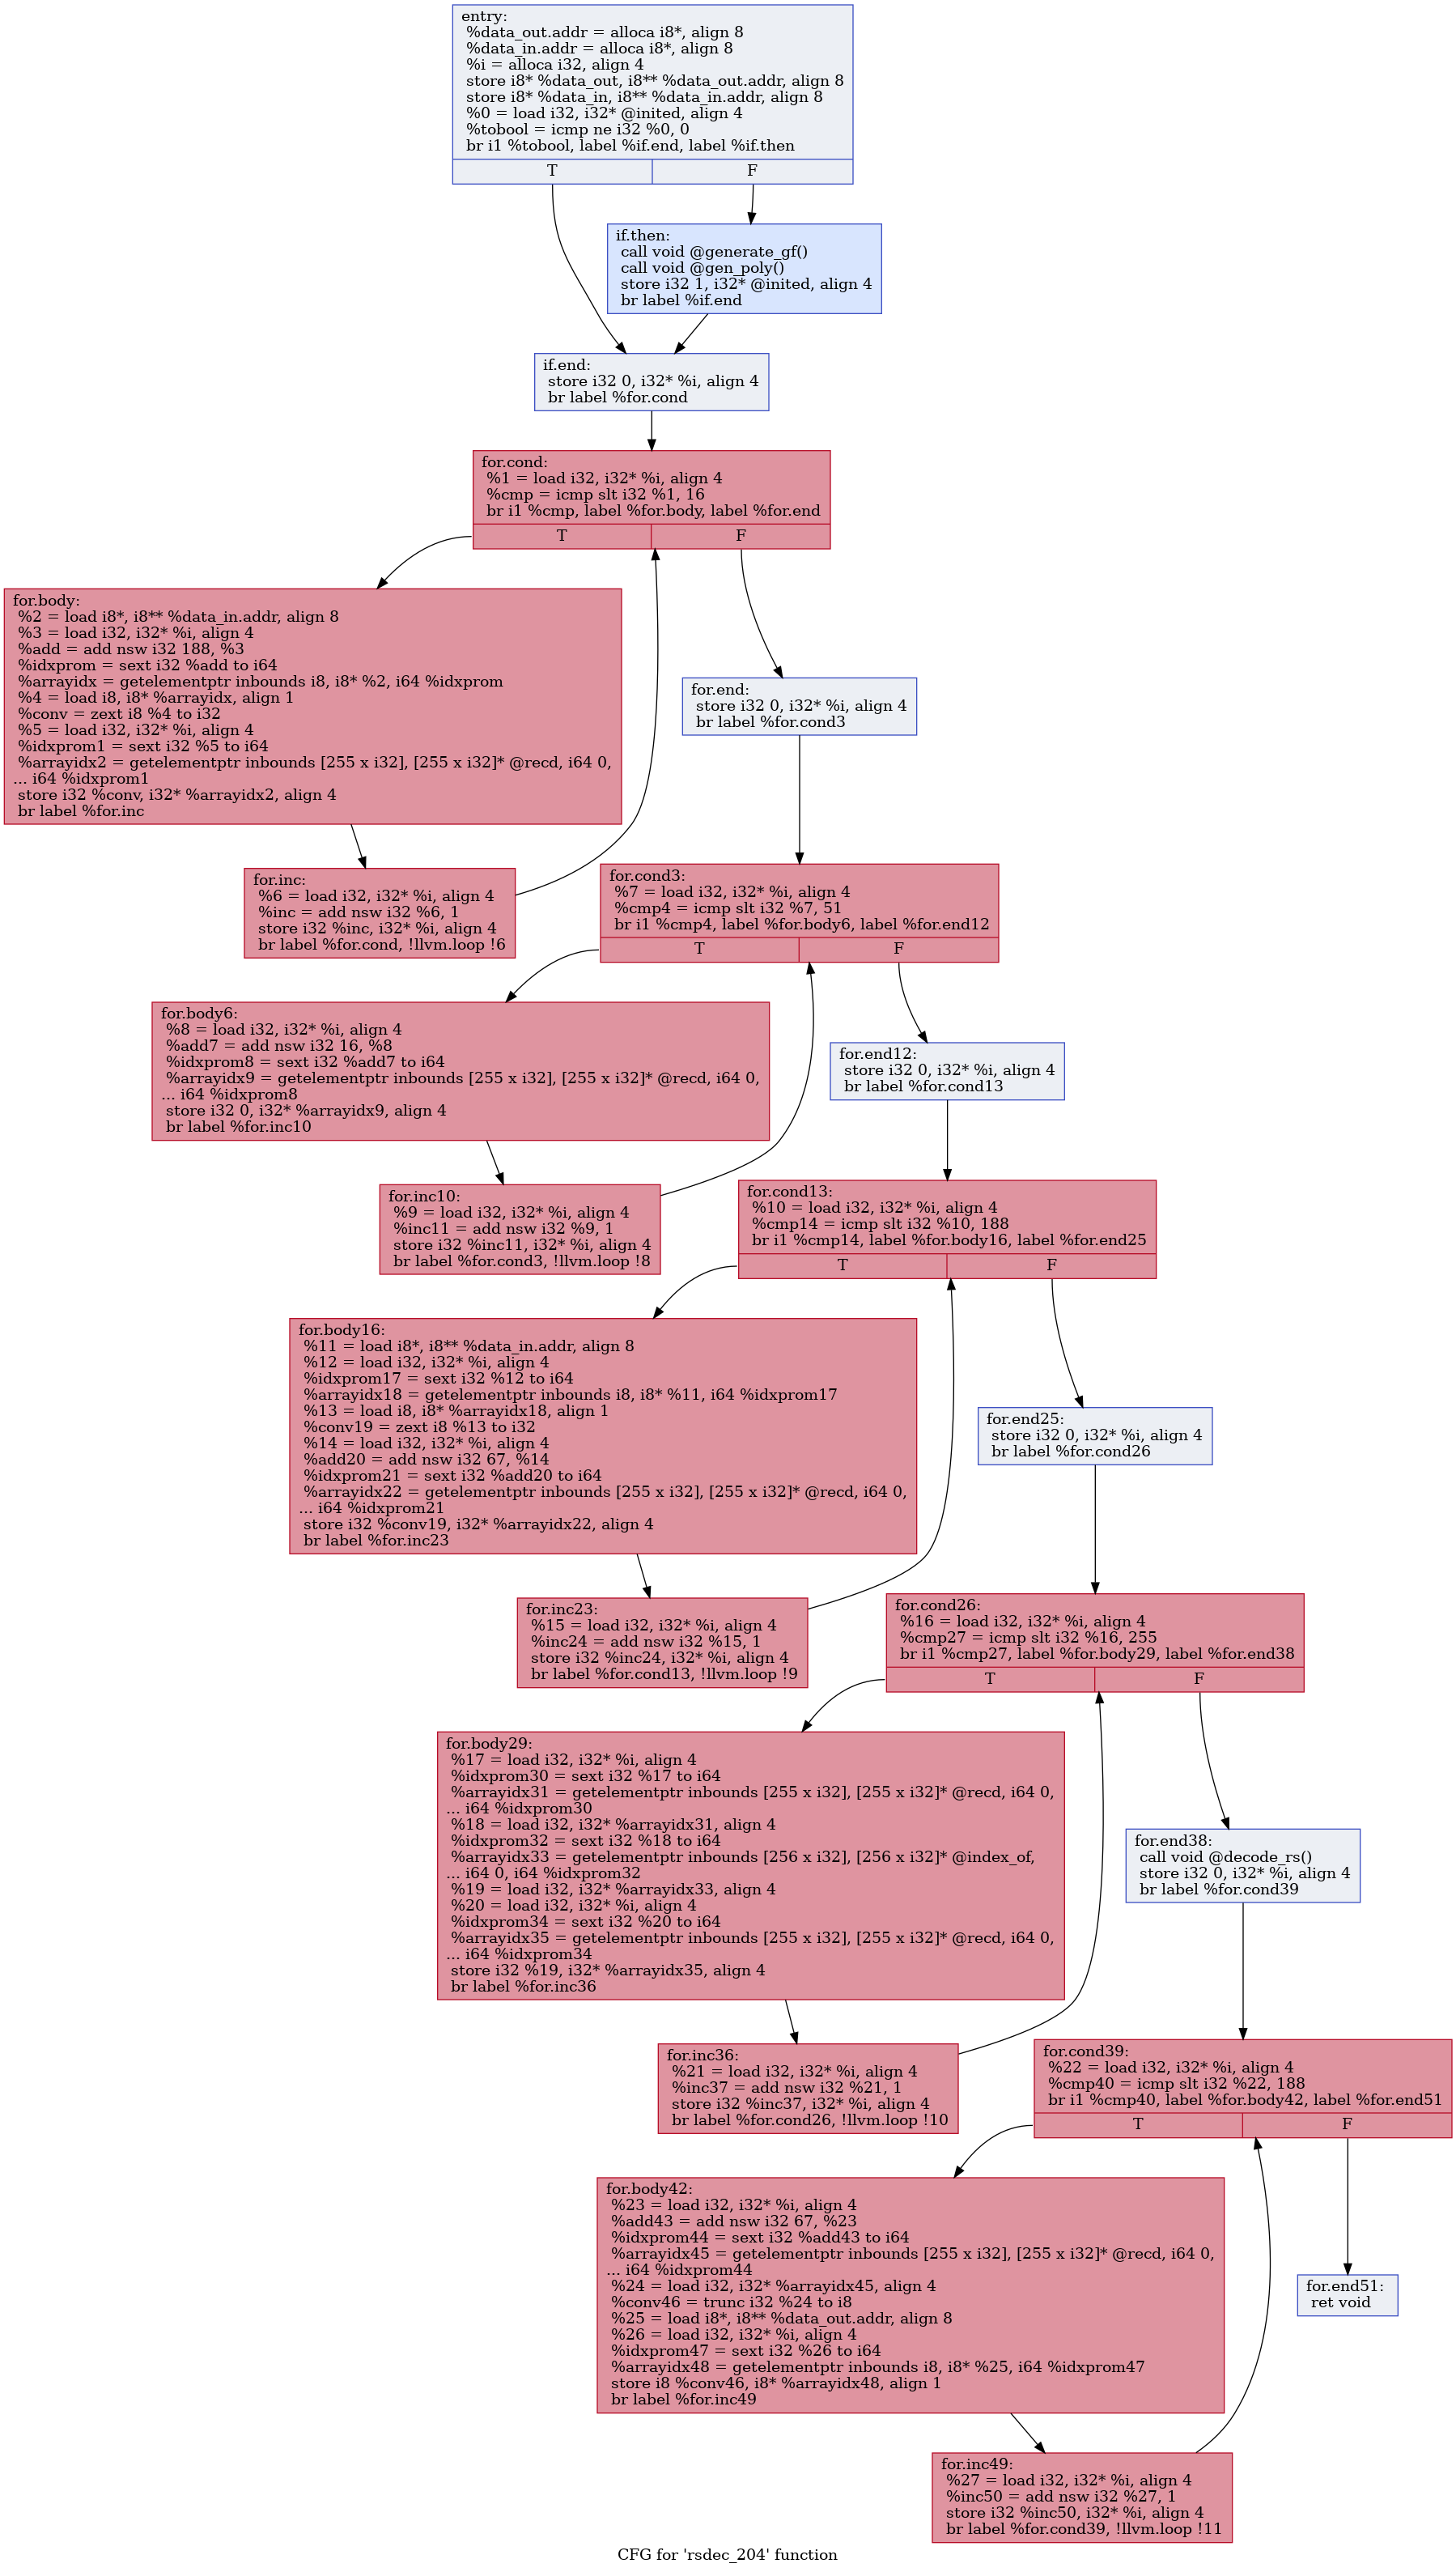 entry:
%data_out.addr = alloca i8*, align 8
%data_in.addr = alloca i8*, align 8
%i = alloca i32, align 4
store i8* %data_out, i8** %data_out.addr, align 8
store i8* %data_in, i8** %data_in.addr, align 8
%0 = load i32, i32* @inited, align 4
%tobool = icmp ne i32 %0, 0
br i1 %tobool, label %if.end, label %if.then
T F
if.then:
call void @generate_gf()
call void @gen_poly()
store i32 1, i32* @inited, align 4
br label %if.end
if.end:
store i32 0, i32* %i, align 4
br label %for.cond
for.cond:
%1 = load i32, i32* %i, align 4
%cmp = icmp slt i32 %1, 16
br i1 %cmp, label %for.body, label %for.end
T F
for.body:
%2 = load i8*, i8** %data_in.addr, align 8
%3 = load i32, i32* %i, align 4
%add = add nsw i32 188, %3
%idxprom = sext i32 %add to i64
%arrayidx = getelementptr inbounds i8, i8* %2, i64 %idxprom
%4 = load i8, i8* %arrayidx, align 1
%conv = zext i8 %4 to i32
%5 = load i32, i32* %i, align 4
%idxprom1 = sext i32 %5 to i64
%arrayidx2 = getelementptr inbounds [255 x i32], [255 x i32]* @recd, i64 0,
... i64 %idxprom1
store i32 %conv, i32* %arrayidx2, align 4
br label %for.inc
for.end:
store i32 0, i32* %i, align 4
br label %for.cond3
for.inc:
%6 = load i32, i32* %i, align 4
%inc = add nsw i32 %6, 1
store i32 %inc, i32* %i, align 4
br label %for.cond, !llvm.loop !6
for.cond3:
%7 = load i32, i32* %i, align 4
%cmp4 = icmp slt i32 %7, 51
br i1 %cmp4, label %for.body6, label %for.end12
T F
for.body6:
%8 = load i32, i32* %i, align 4
%add7 = add nsw i32 16, %8
%idxprom8 = sext i32 %add7 to i64
%arrayidx9 = getelementptr inbounds [255 x i32], [255 x i32]* @recd, i64 0,
... i64 %idxprom8
store i32 0, i32* %arrayidx9, align 4
br label %for.inc10
for.end12:
store i32 0, i32* %i, align 4
br label %for.cond13
for.inc10:
%9 = load i32, i32* %i, align 4
%inc11 = add nsw i32 %9, 1
store i32 %inc11, i32* %i, align 4
br label %for.cond3, !llvm.loop !8
for.cond13:
%10 = load i32, i32* %i, align 4
%cmp14 = icmp slt i32 %10, 188
br i1 %cmp14, label %for.body16, label %for.end25
T F
for.body16:
%11 = load i8*, i8** %data_in.addr, align 8
%12 = load i32, i32* %i, align 4
%idxprom17 = sext i32 %12 to i64
%arrayidx18 = getelementptr inbounds i8, i8* %11, i64 %idxprom17
%13 = load i8, i8* %arrayidx18, align 1
%conv19 = zext i8 %13 to i32
%14 = load i32, i32* %i, align 4
%add20 = add nsw i32 67, %14
%idxprom21 = sext i32 %add20 to i64
%arrayidx22 = getelementptr inbounds [255 x i32], [255 x i32]* @recd, i64 0,
... i64 %idxprom21
store i32 %conv19, i32* %arrayidx22, align 4
br label %for.inc23
for.end25:
store i32 0, i32* %i, align 4
br label %for.cond26
for.inc23:
%15 = load i32, i32* %i, align 4
%inc24 = add nsw i32 %15, 1
store i32 %inc24, i32* %i, align 4
br label %for.cond13, !llvm.loop !9
for.cond26:
%16 = load i32, i32* %i, align 4
%cmp27 = icmp slt i32 %16, 255
br i1 %cmp27, label %for.body29, label %for.end38
T F
for.body29:
%17 = load i32, i32* %i, align 4
%idxprom30 = sext i32 %17 to i64
%arrayidx31 = getelementptr inbounds [255 x i32], [255 x i32]* @recd, i64 0,
... i64 %idxprom30
%18 = load i32, i32* %arrayidx31, align 4
%idxprom32 = sext i32 %18 to i64
%arrayidx33 = getelementptr inbounds [256 x i32], [256 x i32]* @index_of,
... i64 0, i64 %idxprom32
%19 = load i32, i32* %arrayidx33, align 4
%20 = load i32, i32* %i, align 4
%idxprom34 = sext i32 %20 to i64
%arrayidx35 = getelementptr inbounds [255 x i32], [255 x i32]* @recd, i64 0,
... i64 %idxprom34
store i32 %19, i32* %arrayidx35, align 4
br label %for.inc36
for.end38:
call void @decode_rs()
store i32 0, i32* %i, align 4
br label %for.cond39
for.inc36:
%21 = load i32, i32* %i, align 4
%inc37 = add nsw i32 %21, 1
store i32 %inc37, i32* %i, align 4
br label %for.cond26, !llvm.loop !10
for.cond39:
%22 = load i32, i32* %i, align 4
%cmp40 = icmp slt i32 %22, 188
br i1 %cmp40, label %for.body42, label %for.end51
T F
for.body42:
%23 = load i32, i32* %i, align 4
%add43 = add nsw i32 67, %23
%idxprom44 = sext i32 %add43 to i64
%arrayidx45 = getelementptr inbounds [255 x i32], [255 x i32]* @recd, i64 0,
... i64 %idxprom44
%24 = load i32, i32* %arrayidx45, align 4
%conv46 = trunc i32 %24 to i8
%25 = load i8*, i8** %data_out.addr, align 8
%26 = load i32, i32* %i, align 4
%idxprom47 = sext i32 %26 to i64
%arrayidx48 = getelementptr inbounds i8, i8* %25, i64 %idxprom47
store i8 %conv46, i8* %arrayidx48, align 1
br label %for.inc49
for.end51:
ret void
for.inc49:
%27 = load i32, i32* %i, align 4
%inc50 = add nsw i32 %27, 1
store i32 %inc50, i32* %i, align 4
br label %for.cond39, !llvm.loop !11
CFG for 'rsdec_204' function